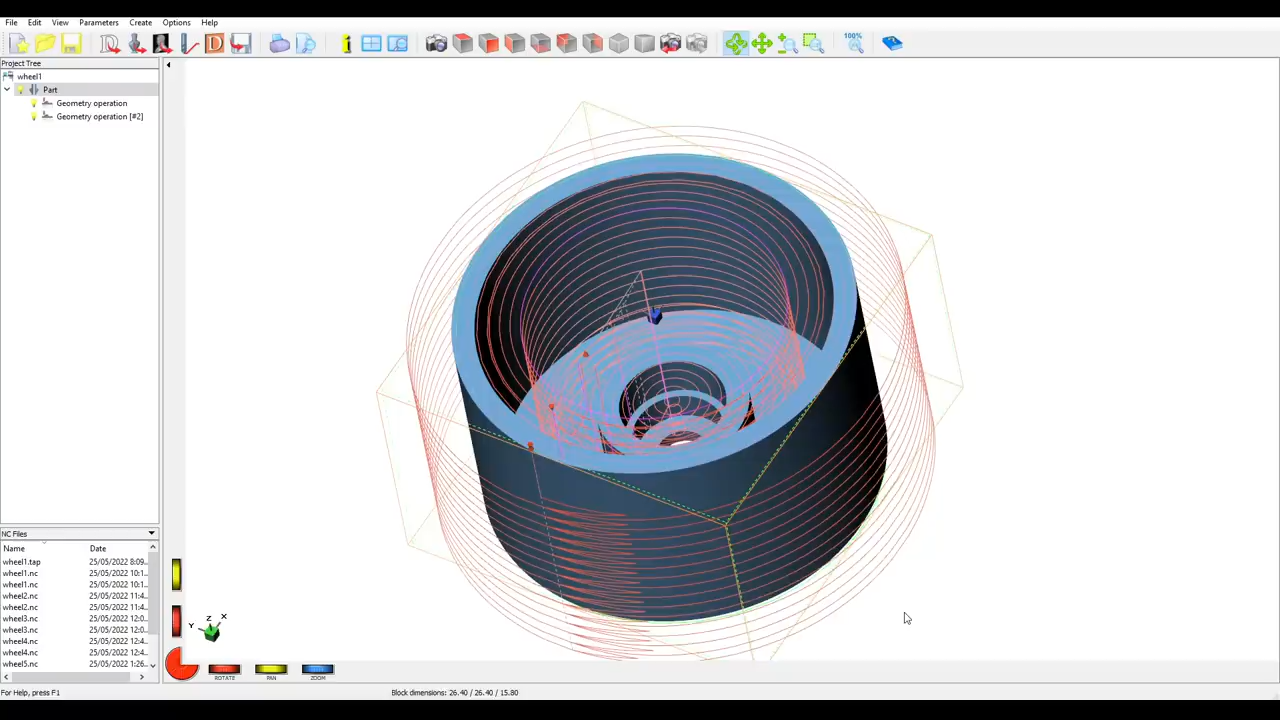 File Edit View Parameters Create Options Help
100%
Project Tree
wheel1
Part
Geometry operation
Geometry operation [#2]
NC Files
Name Date
wheel1.tap 25/05/2022 8:09...
wheel1.nc 25/05/2022 10:1...
wheel1.nc 25/05/2022 10:1...
wheel2.nc 25/05/2022 11:4...
wheel2.nc 25/05/2022 11:4...
wheel3.nc 25/05/2022 12:0...
wheel3.nc 25/05/2022 12:0...
wheel4.nc 25/05/2022 12:4...
wheel4.nc 25/05/2022 12:4...
wheel5.nc 25/05/2022 1:26...
Z X
Y
ROTATE PAN ZOOM
For Help, press F1 Block dimensions: 26.40 / 26.40 / 15.80